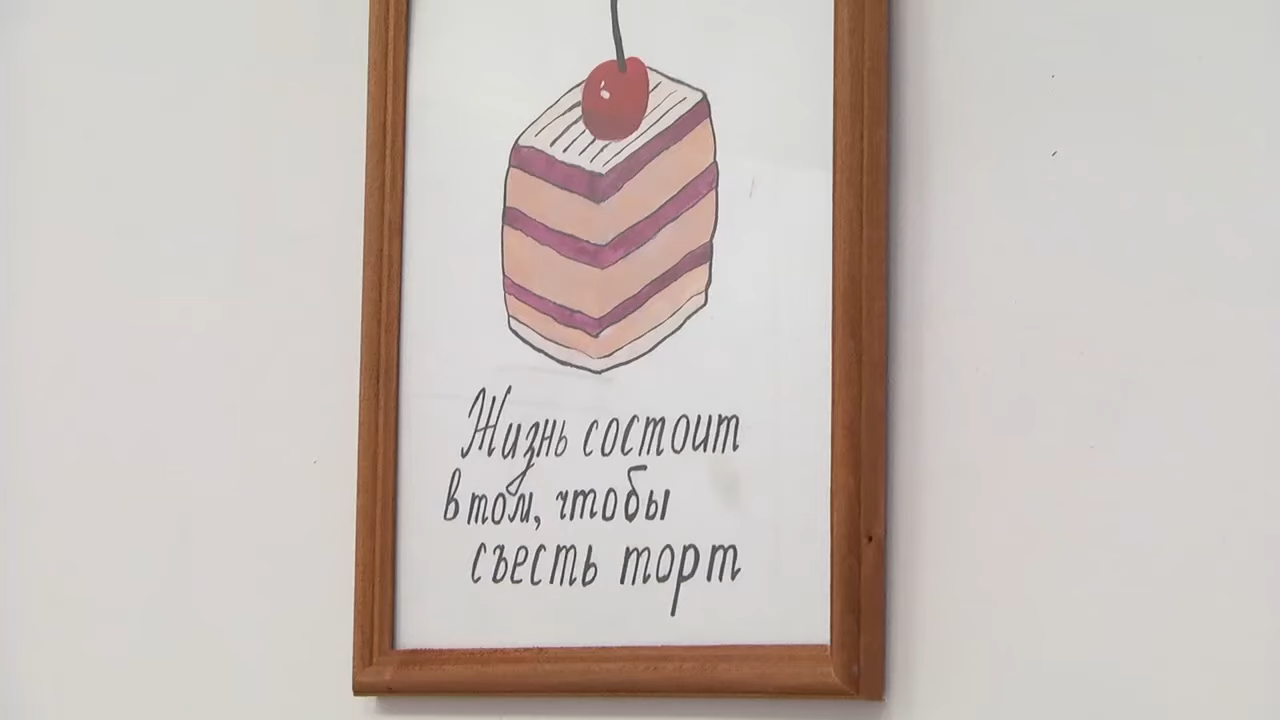 Жизнь состоит
в том, чтобы
съесть торт